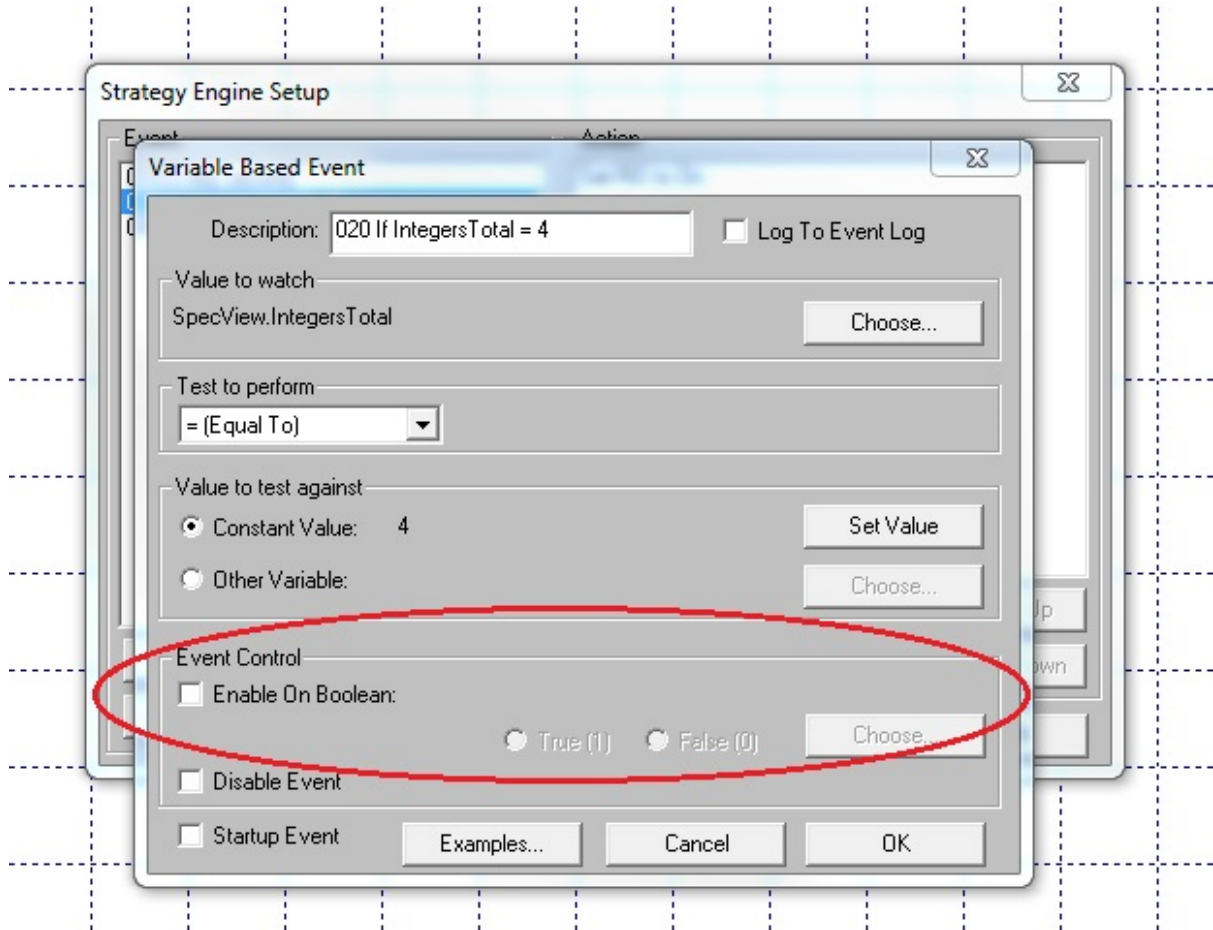 Strategy Engine Setup
Event
Action
Variable Based Event
Description: 020 If IntegersTotal = 4
Log To Event Log
Value to watch
SpecView.IntegersTotal
Choose...
Test to perform
= (Equal To)
Value to test against
Constant Value: 4
Set Value
Other Variable:
Choose...
Event Control
Enable On Boolean:
True (1)
False (0)
Choose...
Disable Event
Startup Event
Examples...
Cancel
OK